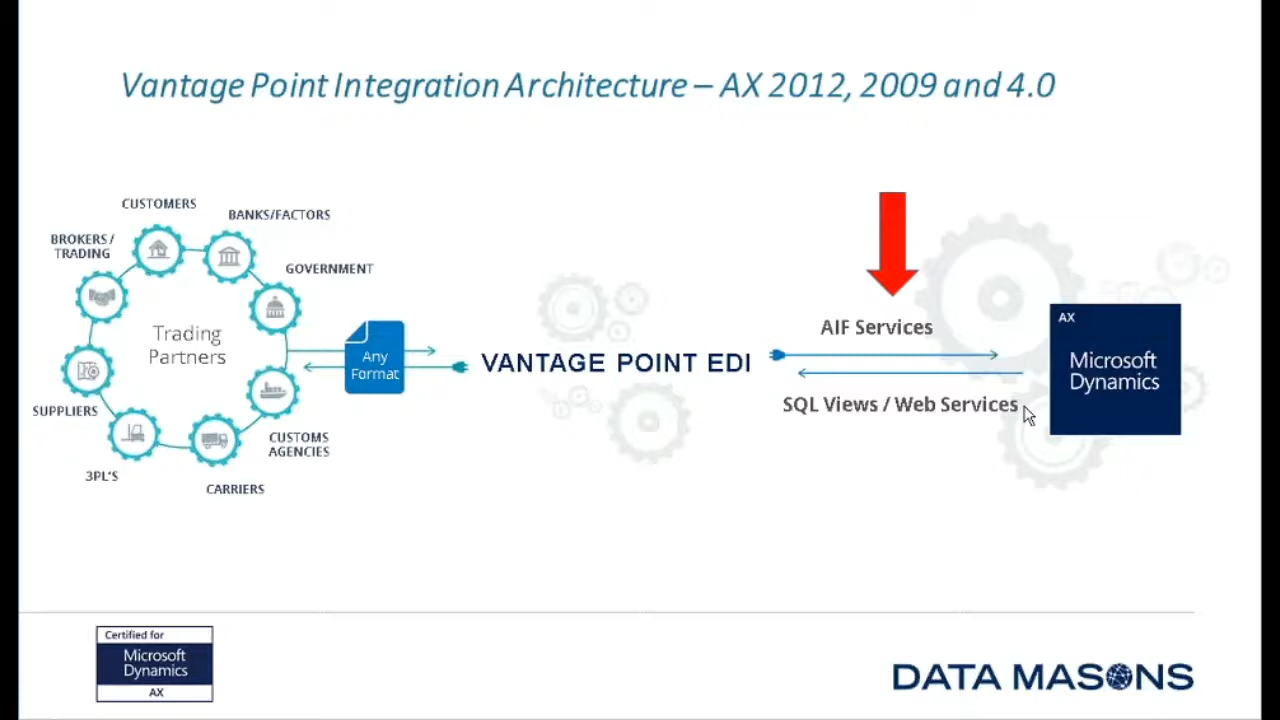 Vantage Point Integration Architecture – AX 2012, 2009 and 4.0
CUSTOMERS
BANKS/FACTORS
BROKERS/
TRADING
GOVERNMENT
Trading
Partners
SUPPLIERS
CUSTOMS
AGENCIES
3PL'S
CARRIERS
Any
Format
VANTAGE POINT EDI
AIF Services
SQL Views / Web Services
AX
Microsoft
Dynamics
Certified for
Microsoft
Dynamics
AX
DATA MASONS